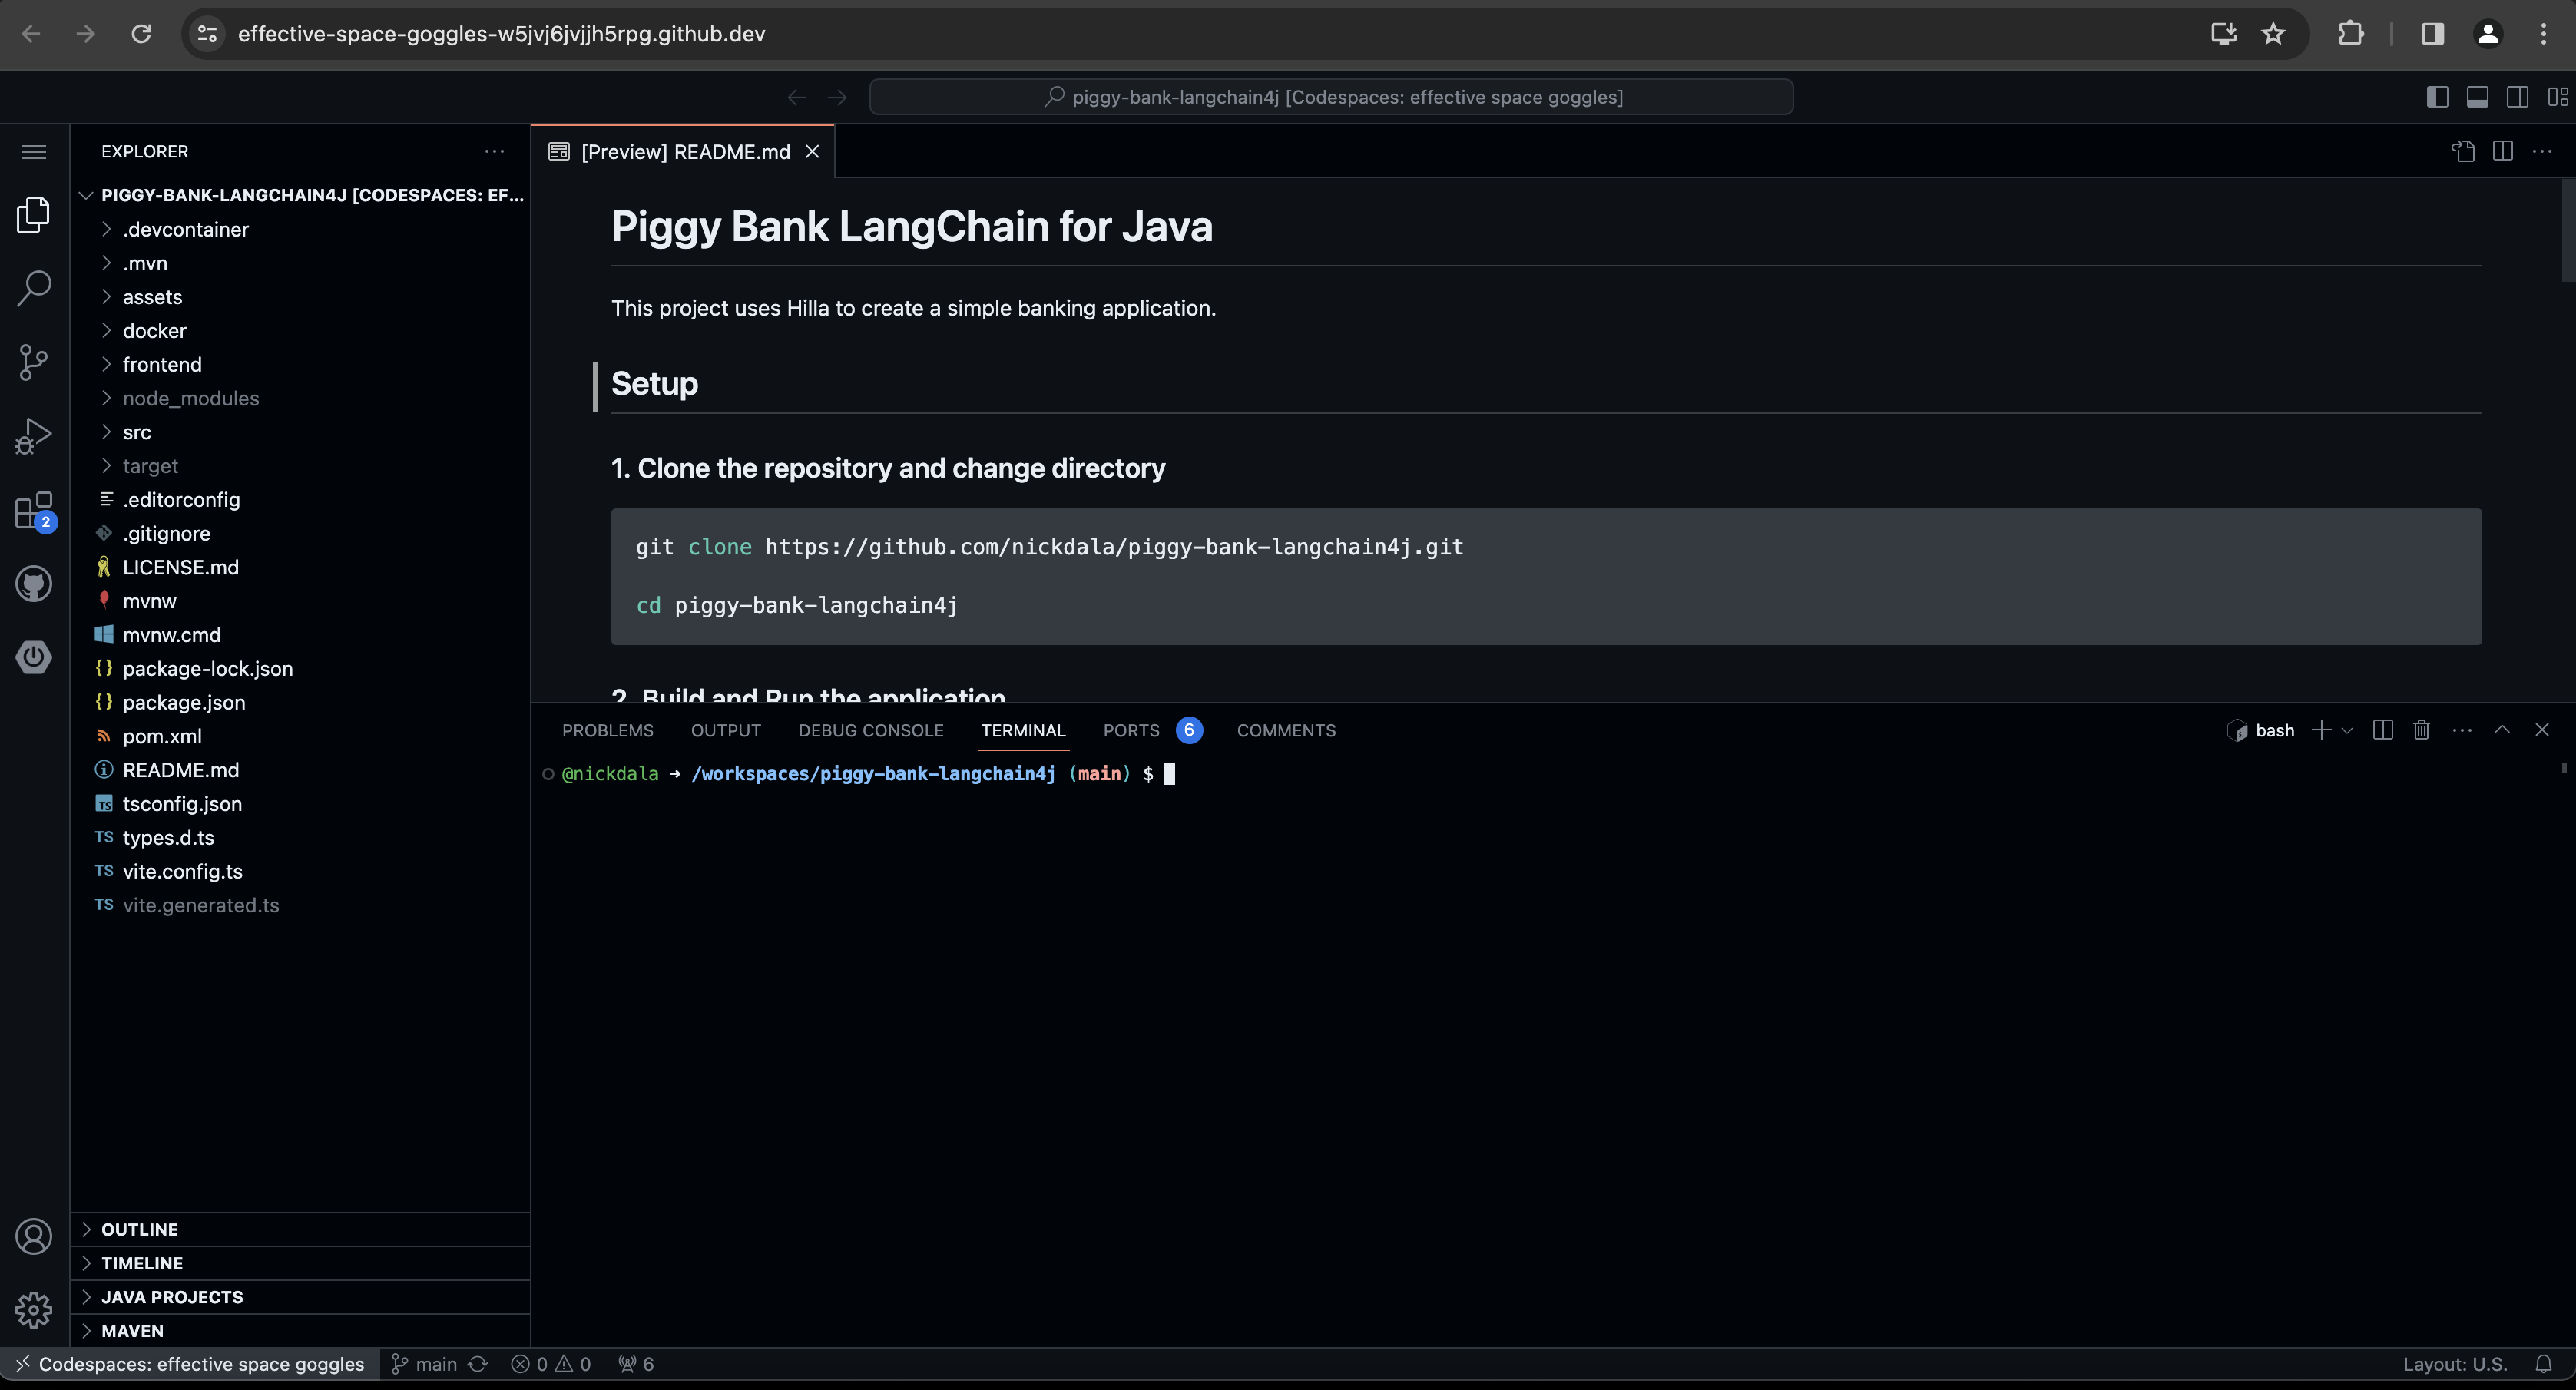 effective-space-goggles-w5jvj6jvjjh5rpg.github.dev
piggy-bank-langchain4j [Codespaces: effective space goggles]
EXPLORER
[Preview] README.md
PIGGY-BANK-LANGCHAIN4J [CODESPACES: EF...
.devcontainer
.mvn
assets
docker
frontend
node_modules
src
target
.editorconfig
.gitignore
LICENSE.md
mvnw
mvnw.cmd
{} package-lock.json
{} package.json
pom.xml
README.md
TS tsconfig.json
TS types.d.ts
TS vite.config.ts
TS vite.generated.ts
2
OUTLINE
TIMELINE
JAVA PROJECTS
MAVEN
Piggy Bank LangChain for Java
This project uses Hilla to create a simple banking application.
Setup
1. Clone the repository and change directory
git clone https://github.com/nickdala/piggy-bank-langchain4j.git
cd piggy-bank-langchain4j
2. Build and Run the application
PROBLEMS OUTPUT DEBUG CONSOLE TERMINAL PORTS 6 COMMENTS
bash
@nickdala ➜ /workspaces/piggy-bank-langchain4j (main) $
Codespaces: effective space goggles main 0 0 6
Layout: U.S.